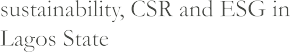 sustainability, CSR and ESG in
Lagos State